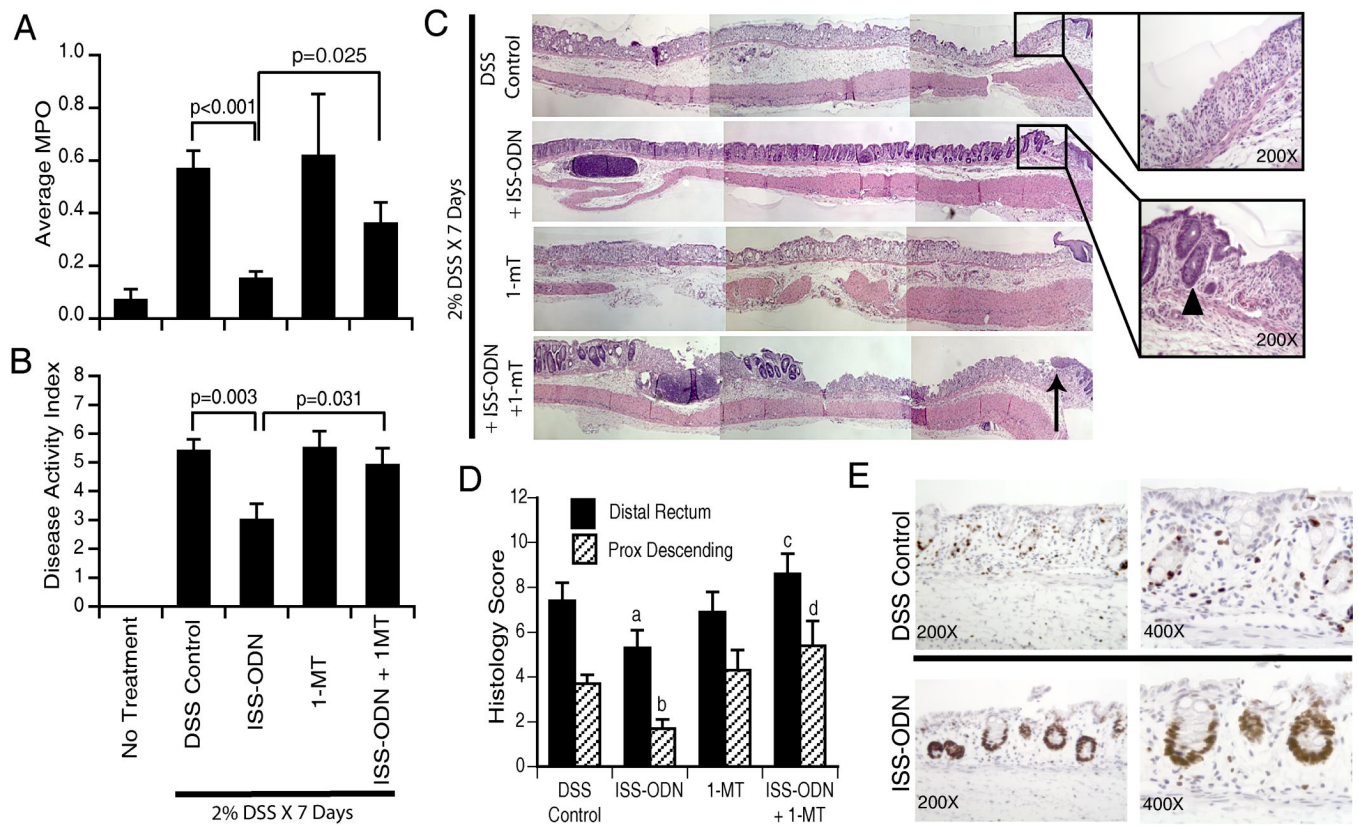 A
Average MPO
1.0
0.8
0.6
0.4
0.2
0.0
p<0.001
p=0.025
B
Disease Activity Index
8
7
6
5
4
3
2
1
0
p=0.003
p=0.031
No Treatment
DSS Control
ISS-ODN
1-MT
ISS-ODN + 1MT
2% DSS X 7 Days
C
2% DSS X 7 Days
DSS
Control
+ ISS-ODN
1-mT
+ ISS-ODN
+1-mT
200X
200X
D
Histology Score
12
10
8
6
4
2
0
Distal Rectum
Prox Descending
a
b
c
d
DSS
Control
ISS-ODN
1-MT
ISS-ODN
+ 1-MT
E
DSS Control
200X
400X
ISS-ODN
200X
400X